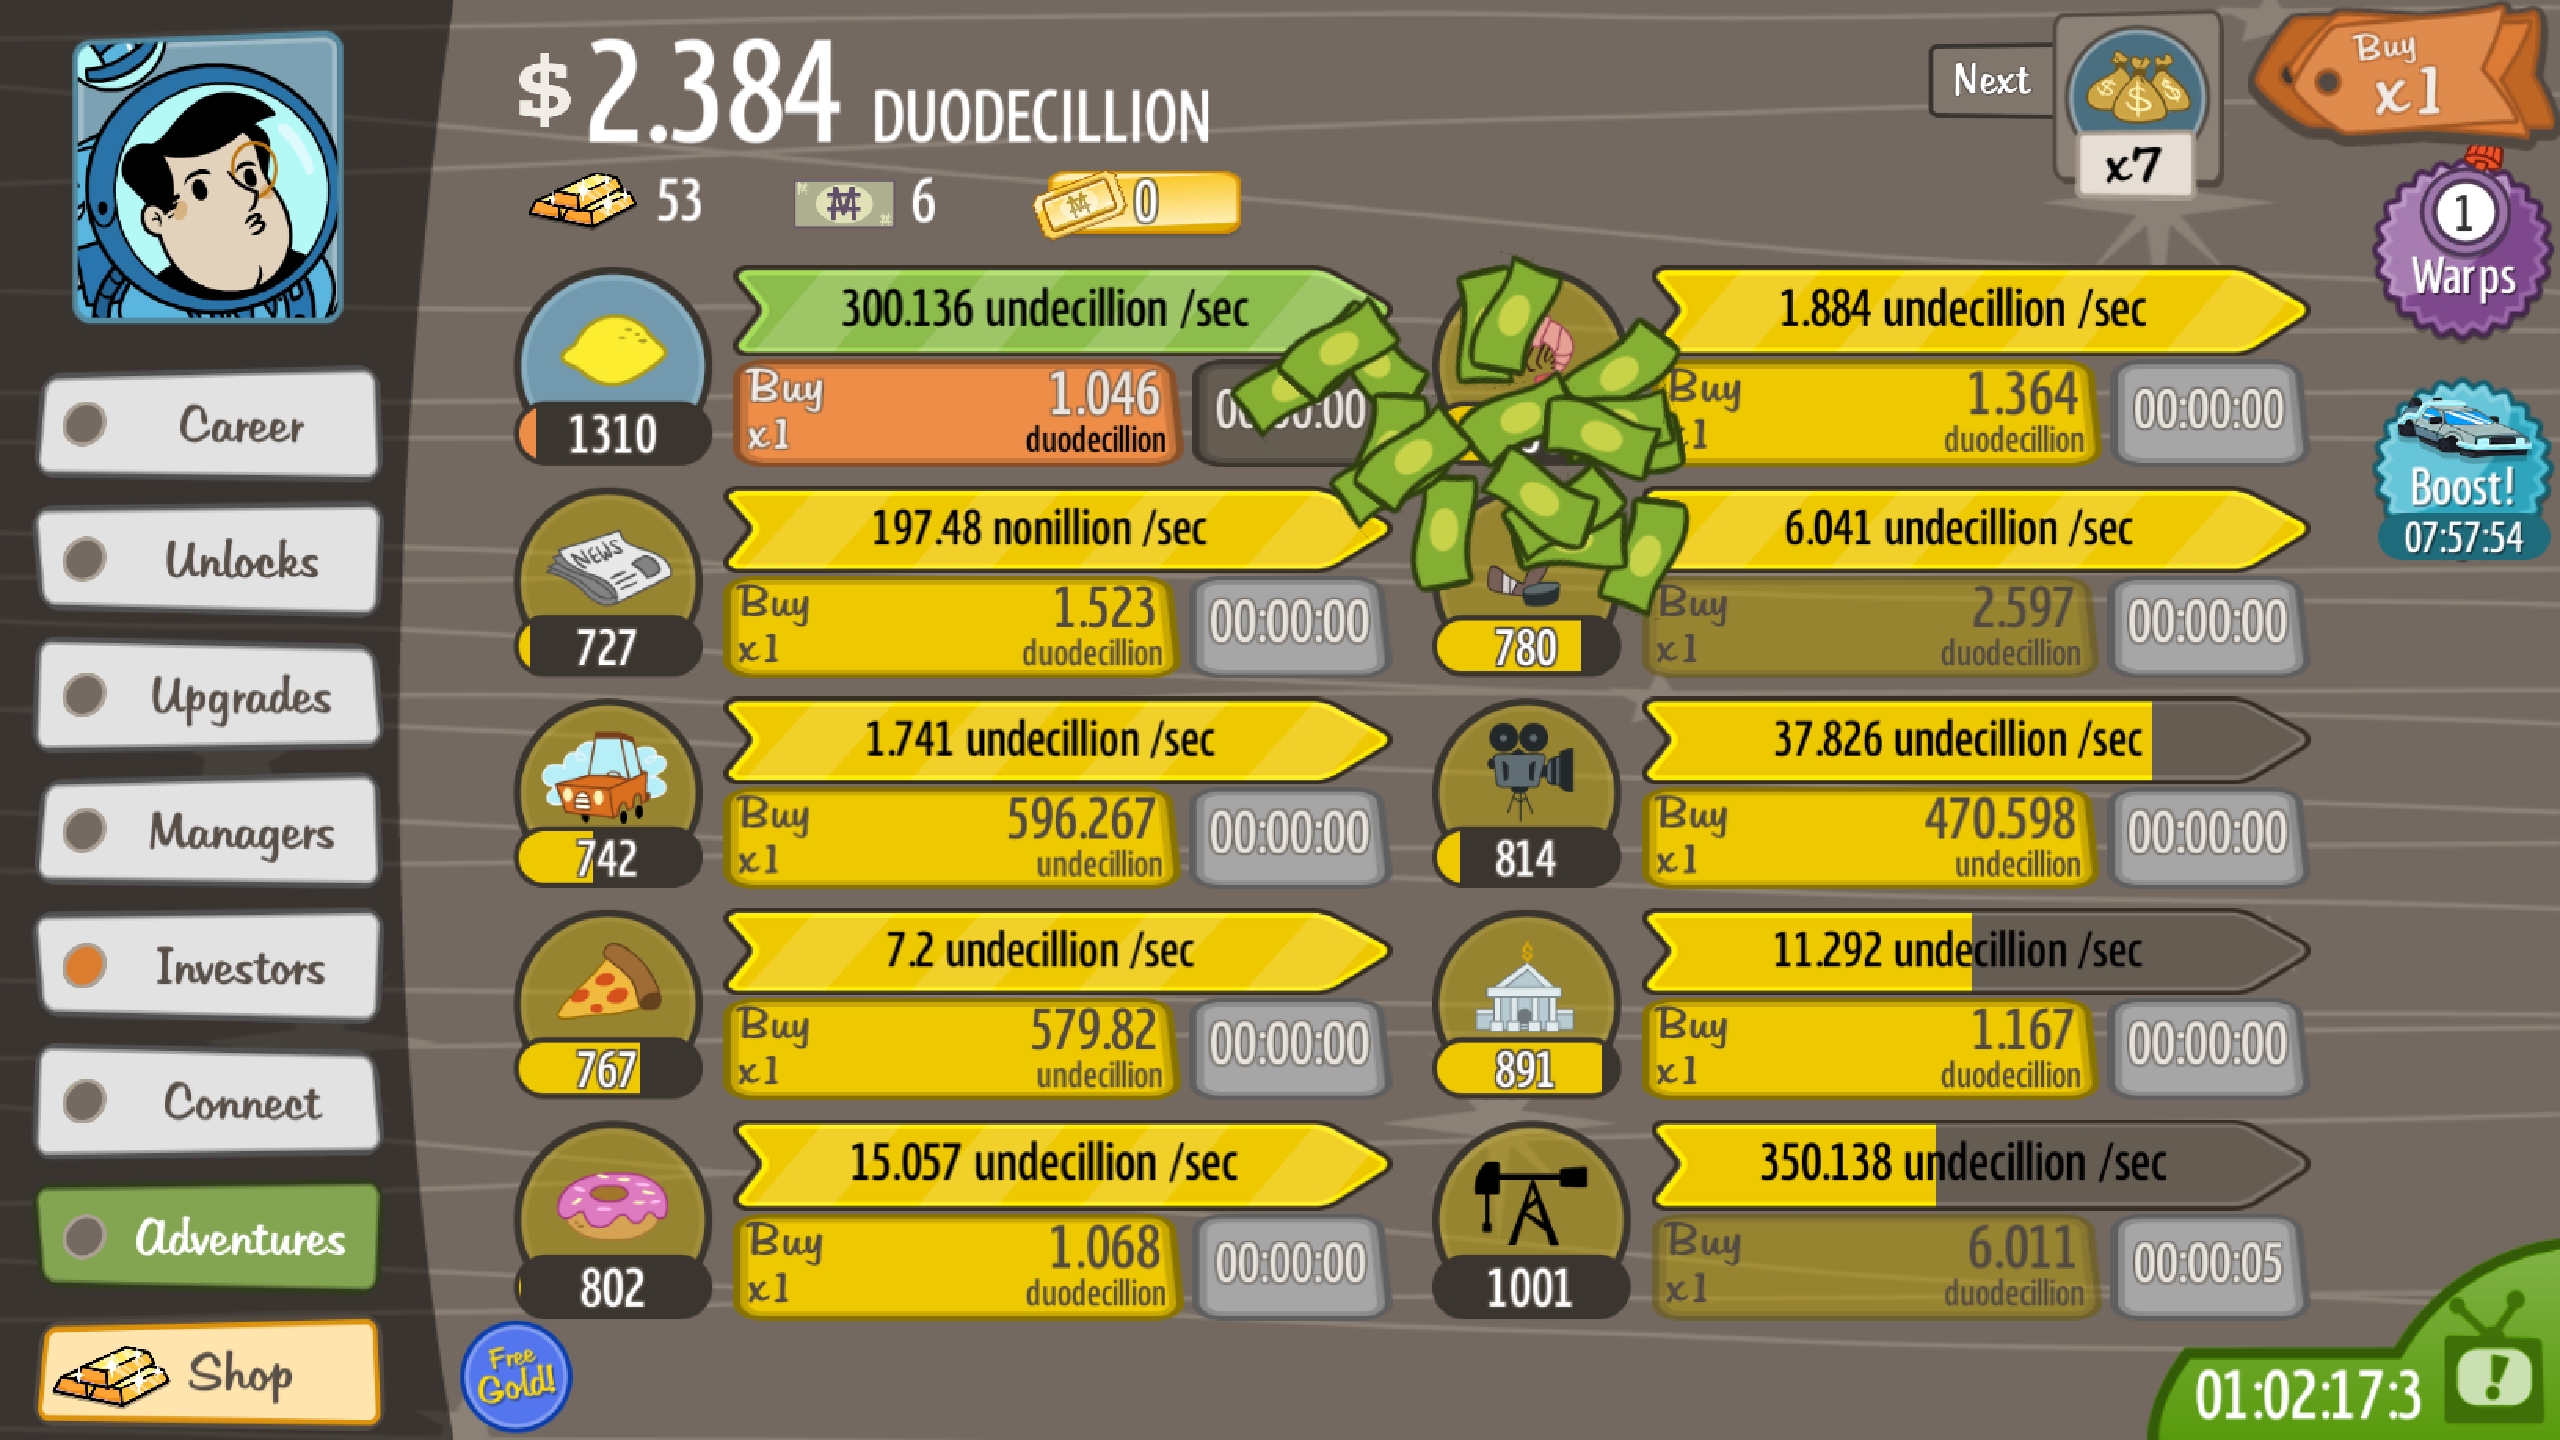 $2.384 DUODECILLION
53
6
0
Next
x7
Buy
x1
1
Warps
Boost!
07:57:54
Career
Unlocks
Upgrades
Managers
Investors
Connect
Adventures
Shop
300.136 undecillion /sec
Buy
x1
1.046
duodecillion
1310
NEWS
197.48 nonillion /sec
Buy
x1
1.523
duodecillion
00:00:00
727
1.741 undecillion /sec
Buy
x1
596.267
undecillion
00:00:00
742
7.2 undecillion /sec
Buy
x1
579.82
undecillion
00:00:00
767
15.057 undecillion /sec
Buy
x1
1.068
duodecillion
00:00:00
802
1.884 undecillion /sec
Buy
x1
1.364
duodecillion
00:00:00
6.041 undecillion /sec
Buy
x1
2.597
duodecillion
00:00:00
780
37.826 undecillion /sec
Buy
x1
470.598
undecillion
00:00:00
814
11.292 undecillion /sec
Buy
x1
1.167
duodecillion
00:00:00
891
350.138 undecillion /sec
Buy
x1
6.011
duodecillion
00:00:05
1001
Free
Gold!
01:02:17:3